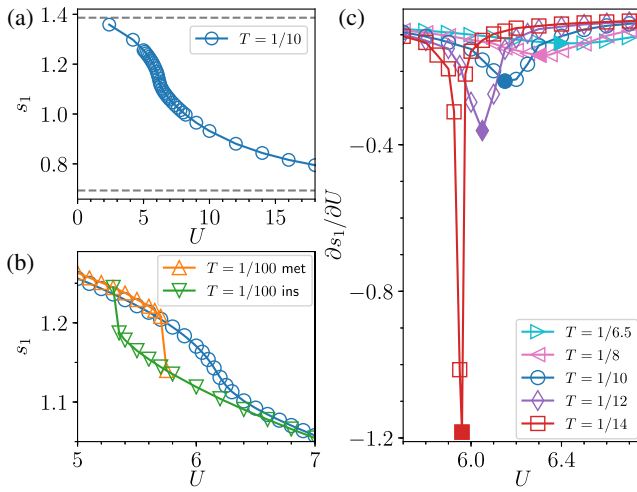 (a)
1.4
1.2
1.0
0.8
s₁
0 5 10 15
U
T = 1/10
(b)
1.2
1.1
s₁
5 6 7
U
T = 1/100 met
T = 1/100 ins
(c)
−0.4
−0.8
−1.2
∂s₁/∂U
6.0 6.4
U
T = 1/6.5
T = 1/8
T = 1/10
T = 1/12
T = 1/14